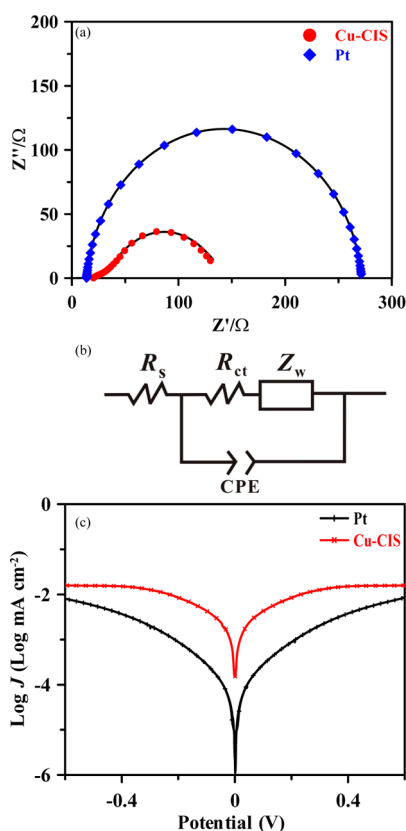 (a)
Cu-CIS
Pt
200
150
100
50
0
Z''/Ω
0 100 200 300
Z'/Ω
(b)
Rs Rct Zw
CPE
(c)
Pt
Cu-CIS
0
-2
-4
-6
Log J (Log mA cm-2)
-0.4 0 0.4
Potential (V)